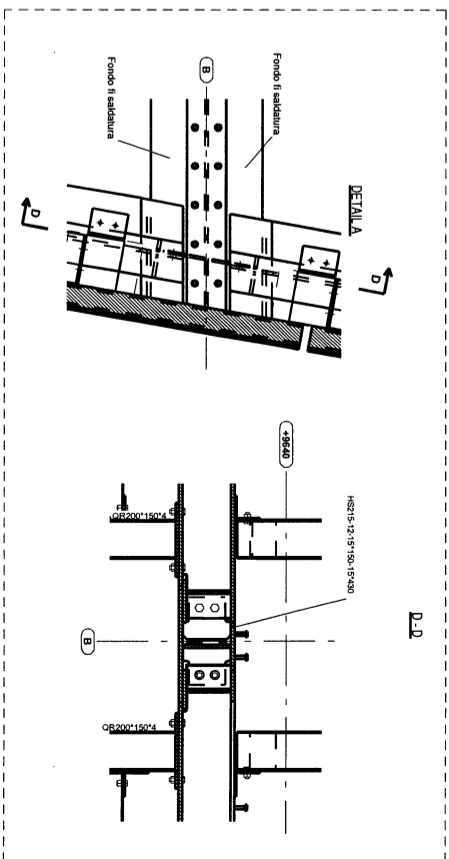 DETAIL A
Fondo fi saldatura
Fondo fi saldatura
B
D
D
D-D
+9640
HS215-12-15*150-15*430
QR200*150*4
QR200*150*4
B